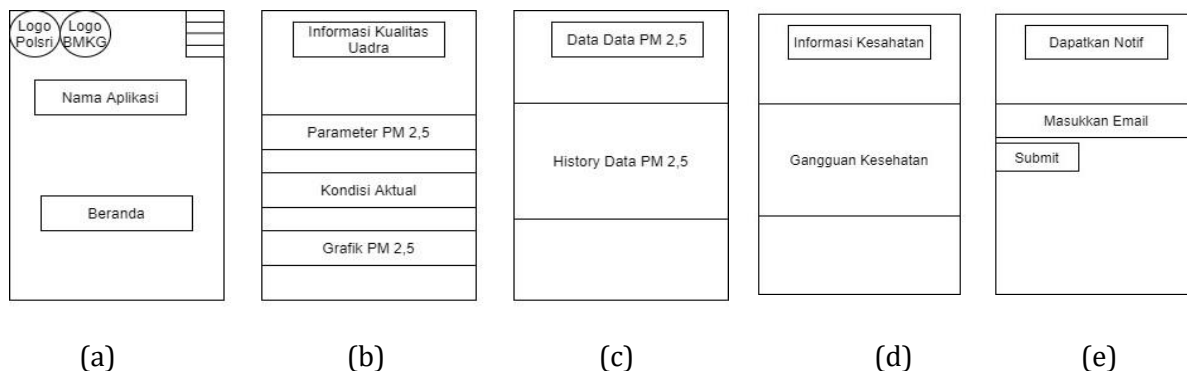 Logo
Polsri
Logo
BMKG
Nama Aplikasi
Beranda
Informasi Kualitas
Uadra
Parameter PM 2,5
Kondisi Aktual
Grafik PM 2,5
Data Data PM 2,5
History Data PM 2,5
Informasi Kesahatan
Gangguan Kesehatan
Dapatkan Notif
Masukkan Email
Submit
(a)
(b)
(c)
(d)
(e)